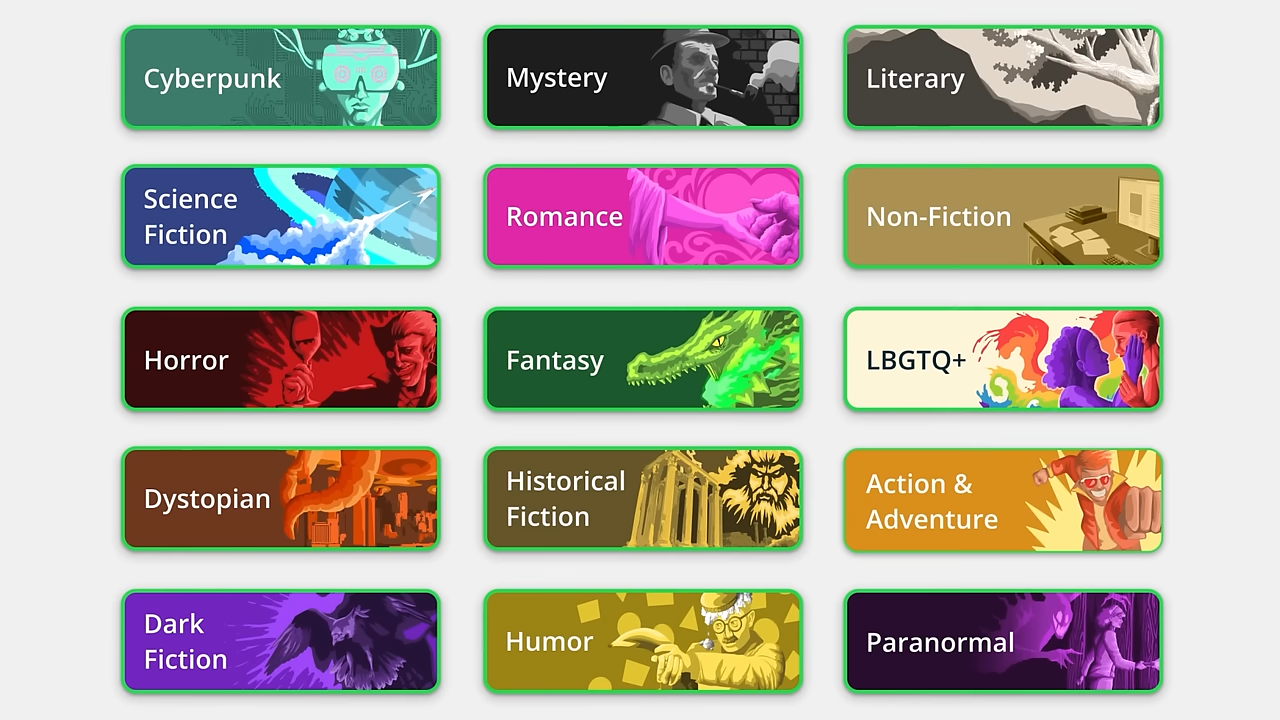 Cyberpunk
Mystery
Literary
Science
Fiction
Romance
Non-Fiction
Horror
Fantasy
LBGTQ+
Dystopian
Historical
Fiction
Action &
Adventure
Dark
Fiction
Humor
Paranormal